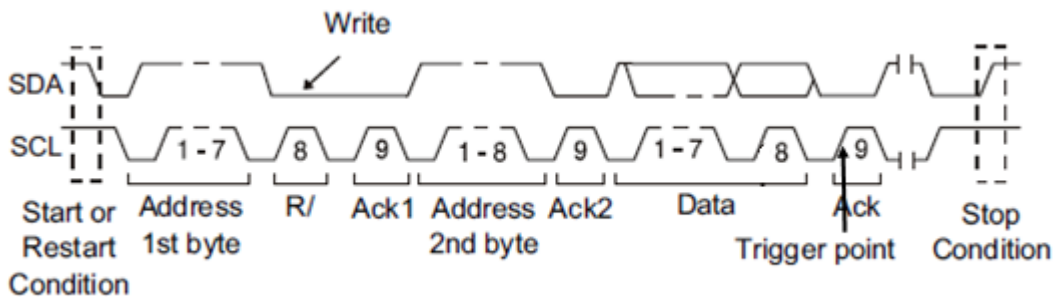 Write
SDA
SCL
1 - 7
8
9
1 - 8
9
1 - 7
8
9
Start or
Restart
Condition
Address
1st byte
R/
Ack1
Address
2nd byte
Ack2
Data
Ack
Trigger point
Stop
Condition